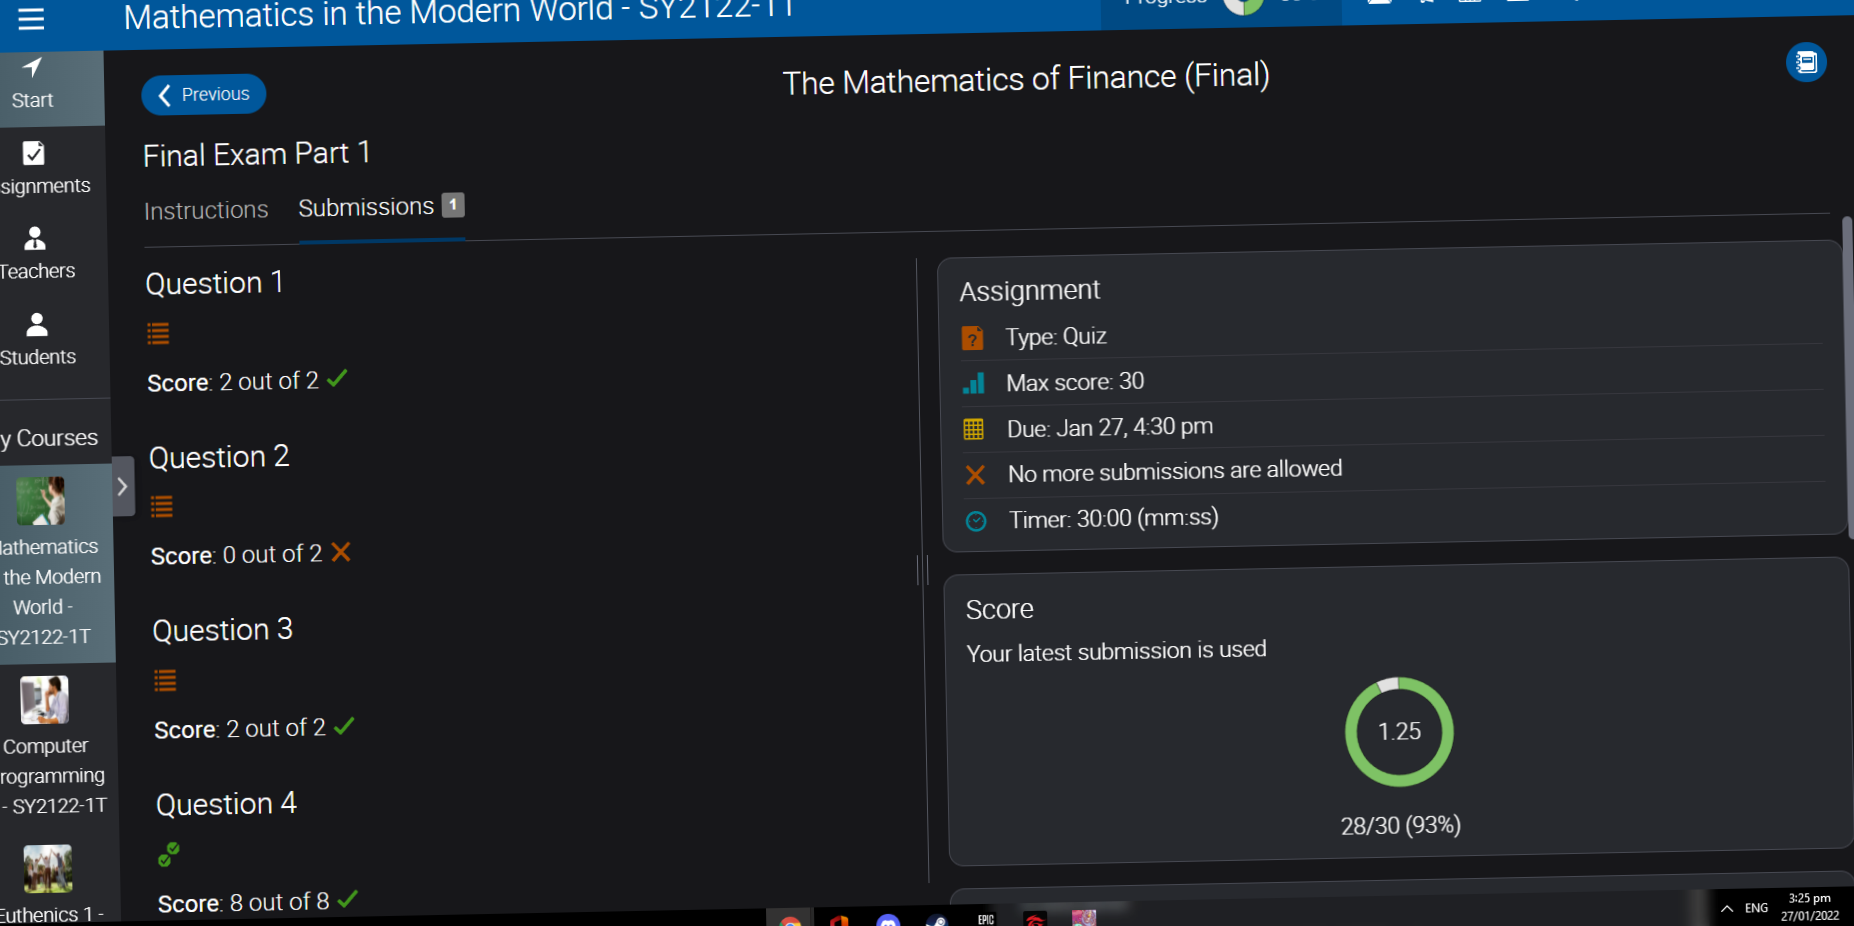 Mathematics in the Modern World - SY2122-1T
Progress
Start
signments
Teachers
Students
y Courses
athematics
the Modern
World -
SY2122-1T
Computer
rogramming
- SY2122-1T
Euthenics 1 -
Previous
The Mathematics of Finance (Final)
Final Exam Part 1
Instructions
Submissions 1
Question 1
Score: 2 out of 2
Question 2
Score: 0 out of 2
Question 3
Score: 2 out of 2
Question 4
Score: 8 out of 8
Assignment
Type: Quiz
Max score: 30
Due: Jan 27, 4:30 pm
No more submissions are allowed
Timer: 30:00 (mm:ss)
Score
Your latest submission is used
1.25
28/30 (93%)
EPIC
ENG
3:25 pm
27/01/2022